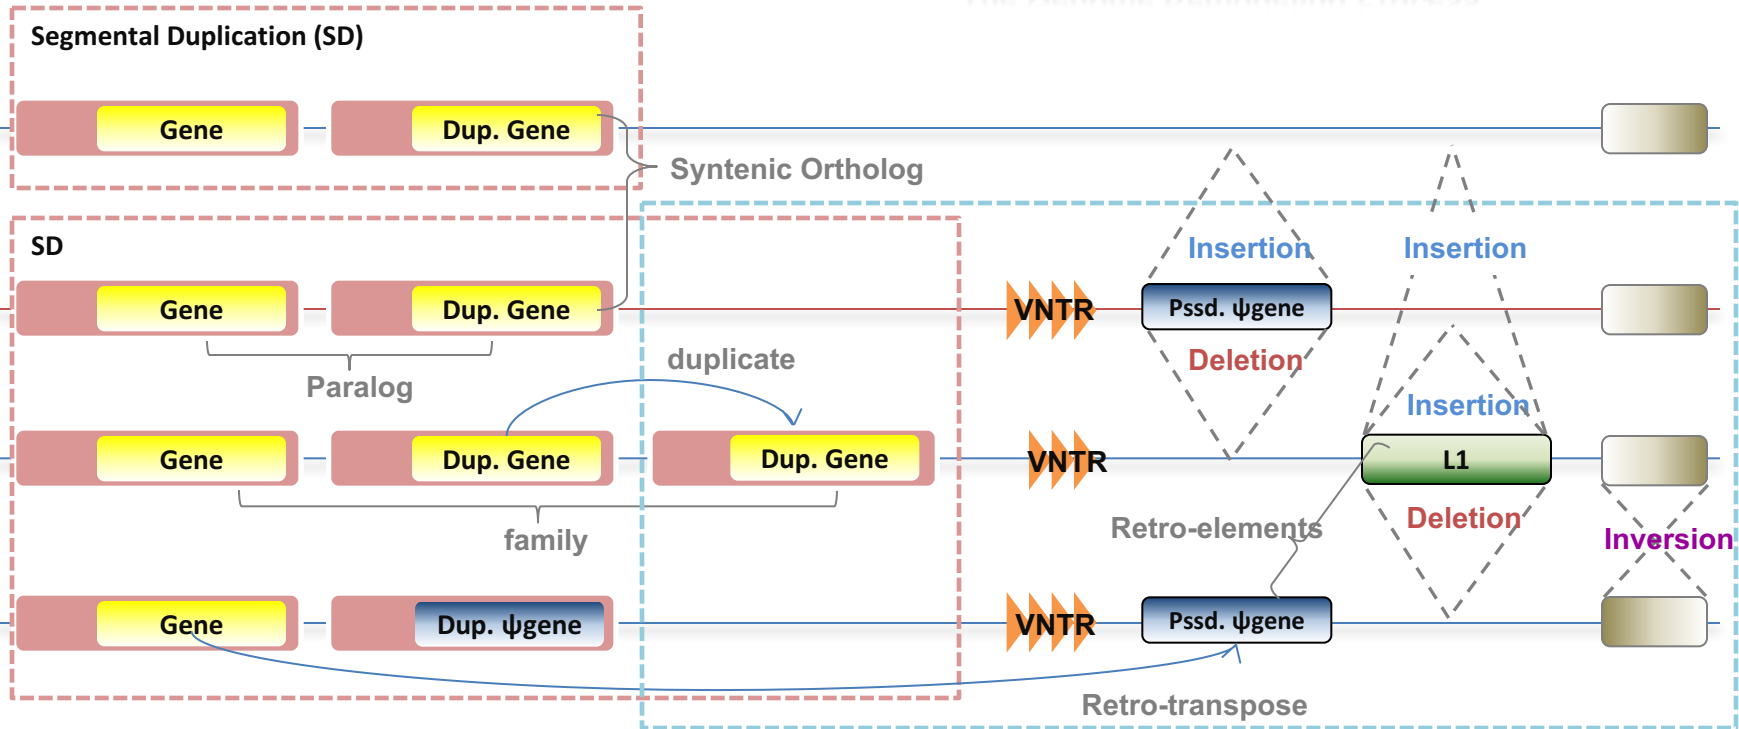 Segmental Duplication (SD)
Gene
Dup. Gene
Syntenic Ortholog
SD
Insertion
Insertion
Gene
Dup. Gene
VNTR
Pssd. ψgene
Paralog
duplicate
Deletion
Insertion
Gene
Dup. Gene
Dup. Gene
VNTR
L1
family
Retro-elements
Deletion
Inversion
Gene
Dup. ψgene
VNTR
Pssd. ψgene
Retro-transpose